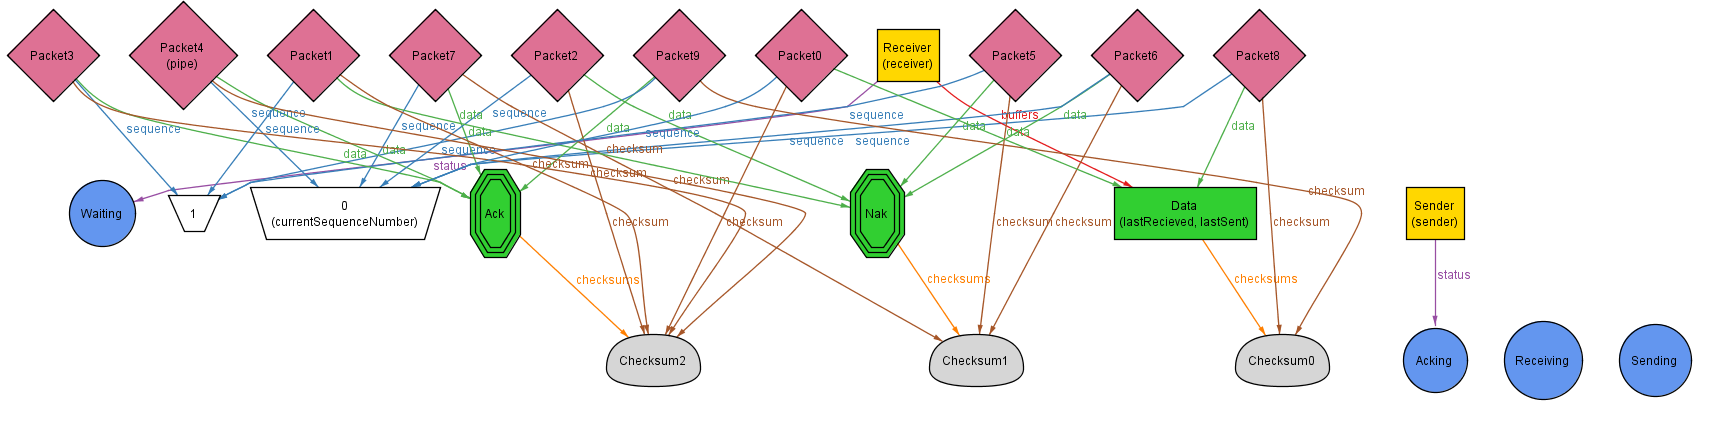 Packet3
Packet4
(pipe)
Packet1
Packet7
Packet2
Packet9
Packet0
Receiver
(receiver)
Packet5
Packet6
Packet8
sequence
data
data
sequence
buffers
data
sequence
sequence
sequence
data
data
data
data
data
sequence
sequence
sequence
sequence
checksum
data
data
status
checksum
checksum
checksum
checksum
Waiting
1
0
(currentSequenceNumber)
Ack
Nak
Data
(lastRecieved, lastSent)
Sender
(sender)
checksum
checksum
checksum
checksum
checksum
checksums
checksums
checksums
status
Checksum2
Checksum1
Checksum0
Acking
Receiving
Sending